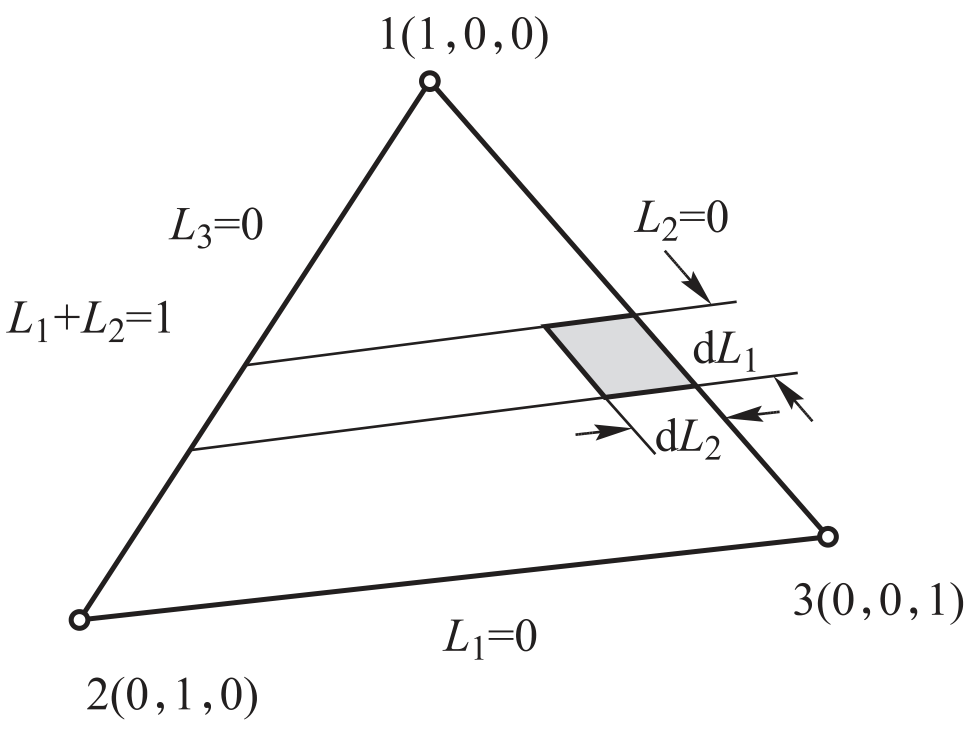 1(1,0,0)
L₃=0
L₂=0
L₁+L₂=1
dL₁
dL₂
3(0,0,1)
L₁=0
2(0,1,0)